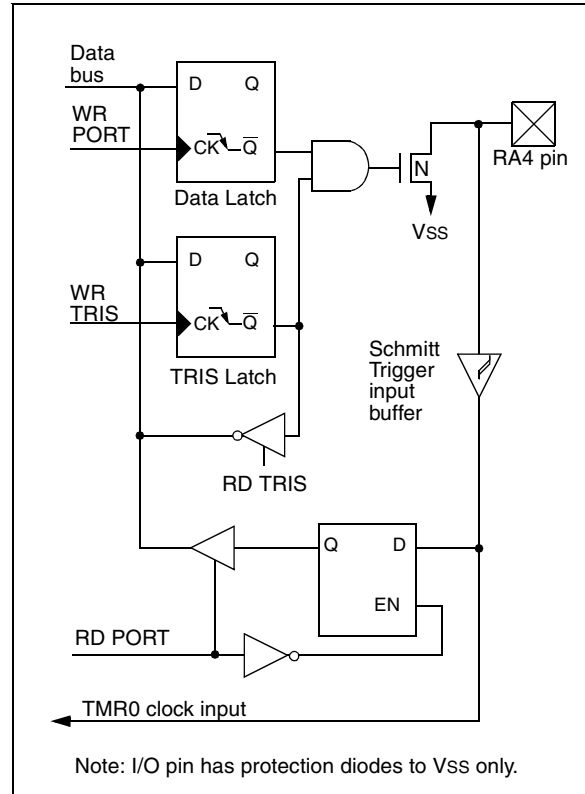 Data
bus
D Q
WR
PORT
CK Q
N
RA4 pin
Data Latch
VSS
D Q
WR
TRIS
CK Q
Schmitt
Trigger
input
buffer
TRIS Latch
RD TRIS
Q D
EN
RD PORT
TMR0 clock input
Note: I/O pin has protection diodes to VSS only.